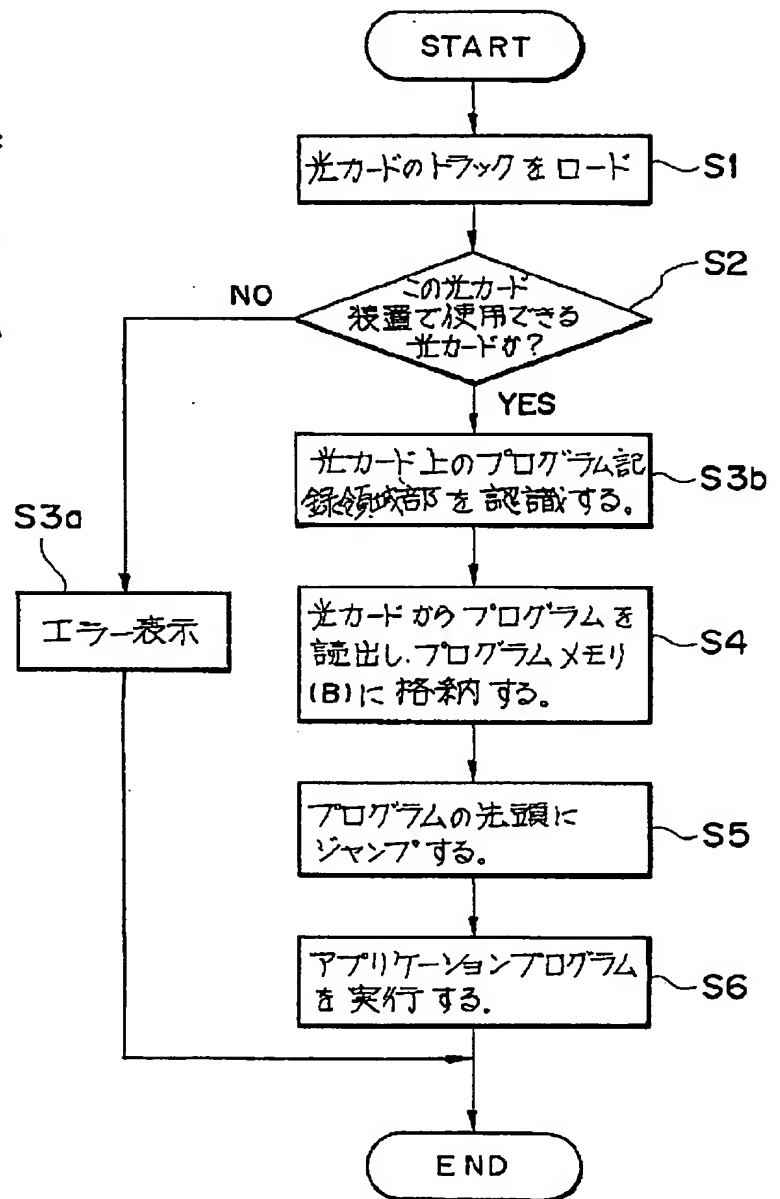 START
光カードのトラックをロード
S1
この光カード
装置で使用できる
光カードか?
S2
NO
YES
光カード上のプログラム記
録領域部を認識する。
S3b
S3a
エラー表示
光カードからプログラムを
読出し、プログラムメモリ
(B)に格納する。
S4
プログラムの先頭に
ジャンプする。
S5
アプリケーションプログラム
を実行する。
S6
END